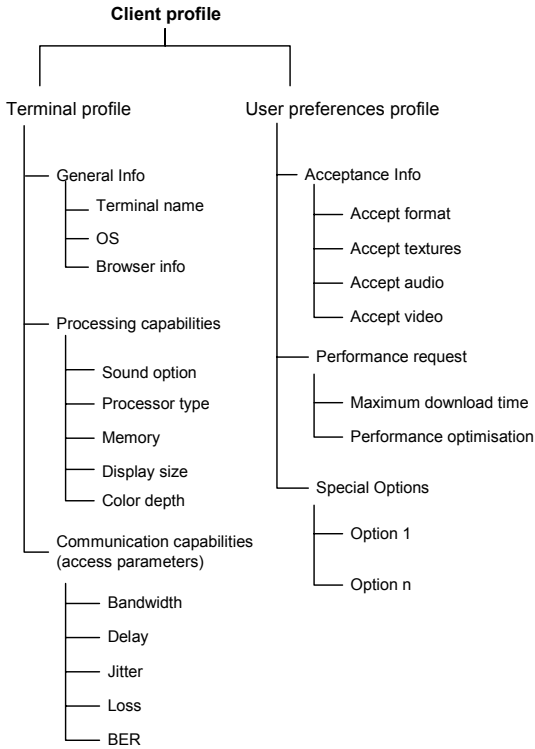 Client profile
Terminal profile
General Info
Terminal name
OS
Browser info
Processing capabilities
Sound option
Processor type
Memory
Display size
Color depth
Communication capabilities
(access parameters)
Bandwidth
Delay
Jitter
Loss
BER
User preferences profile
Acceptance Info
Accept format
Accept textures
Accept audio
Accept video
Performance request
Maximum download time
Performance optimisation
Special Options
Option 1
Option n